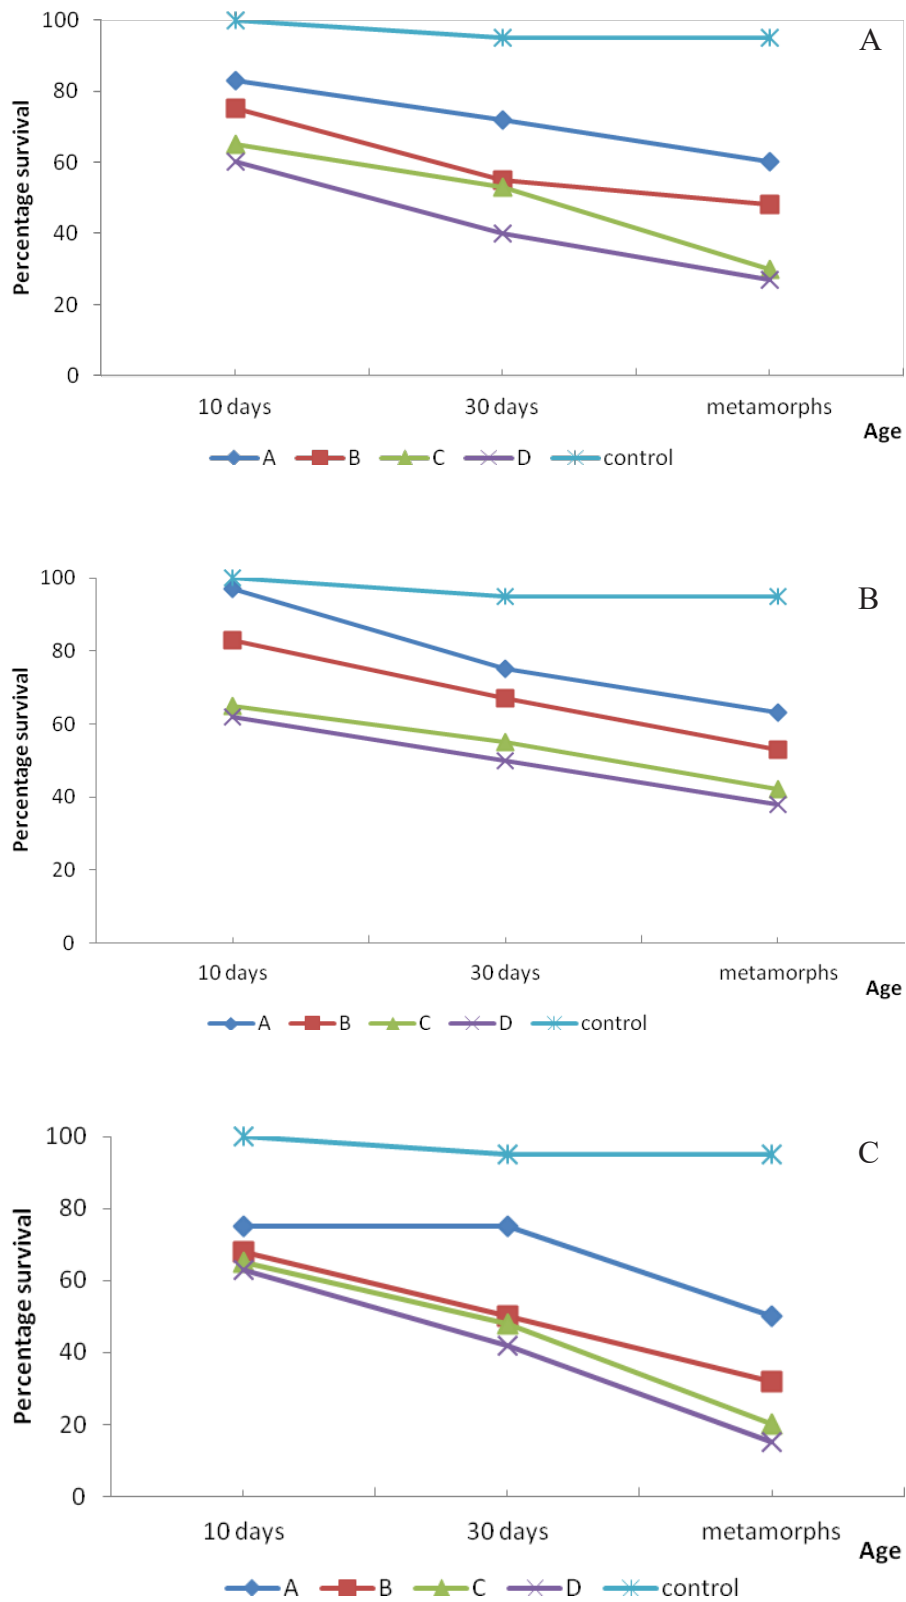 A
100
80
60
40
20
0
Percentage survival
10 days 30 days metamorphs
Age
A B C D control
B
100
80
60
40
20
0
Percentage survival
10 days 30 days metamorphs
Age
A B C D control
C
100
80
60
40
20
0
Percentage survival
10 days 30 days metamorphs
Age
A B C D control